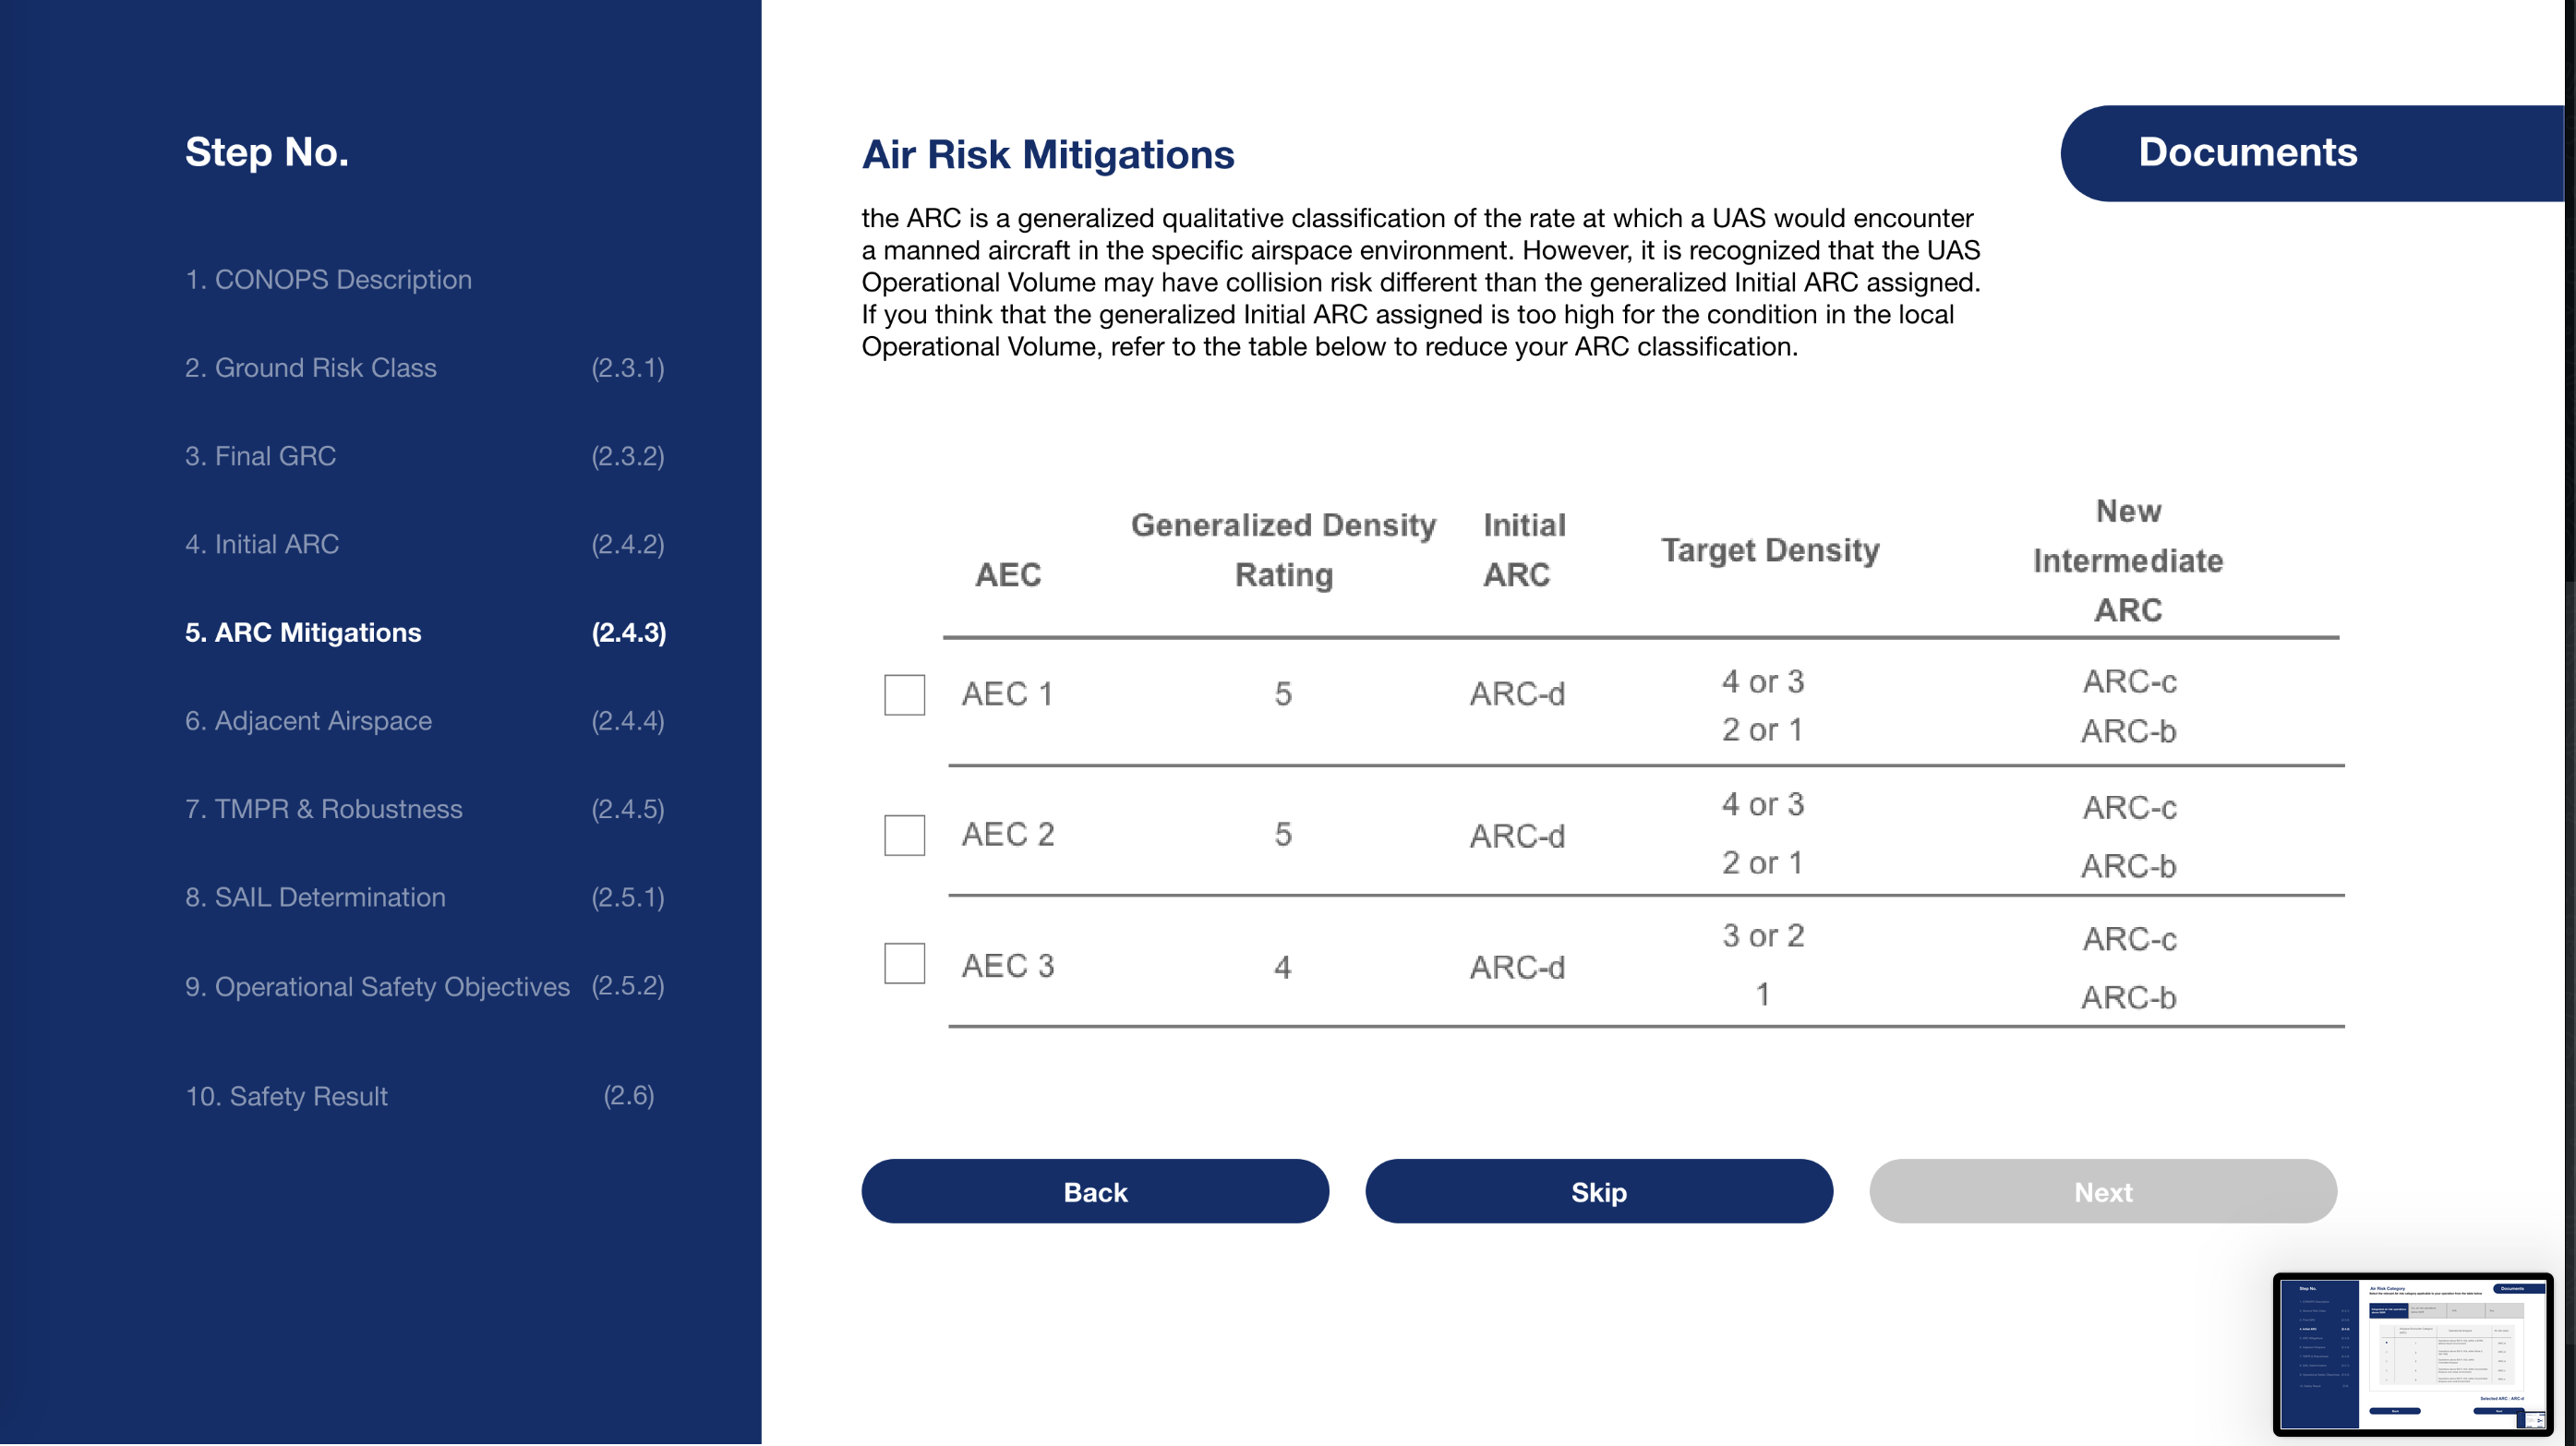 Step No.
1. CONOPS Description
2. Ground Risk Class (2.3.1)
3. Final GRC (2.3.2)
4. Initial ARC (2.4.2)
5. ARC Mitigations (2.4.3)
6. Adjacent Airspace (2.4.4)
7. TMPR & Robustness (2.4.5)
8. SAIL Determination (2.5.1)
9. Operational Safety Objectives (2.5.2)
10. Safety Result (2.6)
Air Risk Mitigations
Documents
the ARC is a generalized qualitative classification of the rate at which a UAS would encounter
a manned aircraft in the specific airspace environment. However, it is recognized that the UAS
Operational Volume may have collision risk different than the generalized Initial ARC assigned.
If you think that the generalized Initial ARC assigned is too high for the condition in the local
Operational Volume, refer to the table below to reduce your ARC classification.
AEC
Generalized Density
Rating
Initial
ARC
Target Density
New
Intermediate
ARC
AEC 1 5 ARC-d 4 or 3 ARC-c
2 or 1 ARC-b
AEC 2 5 ARC-d 4 or 3 ARC-c
2 or 1 ARC-b
AEC 3 4 ARC-d 3 or 2 ARC-c
1 ARC-b
Back Skip Next
Step No.
Air Risk Category
Documents
Selected ARC : ARC-d